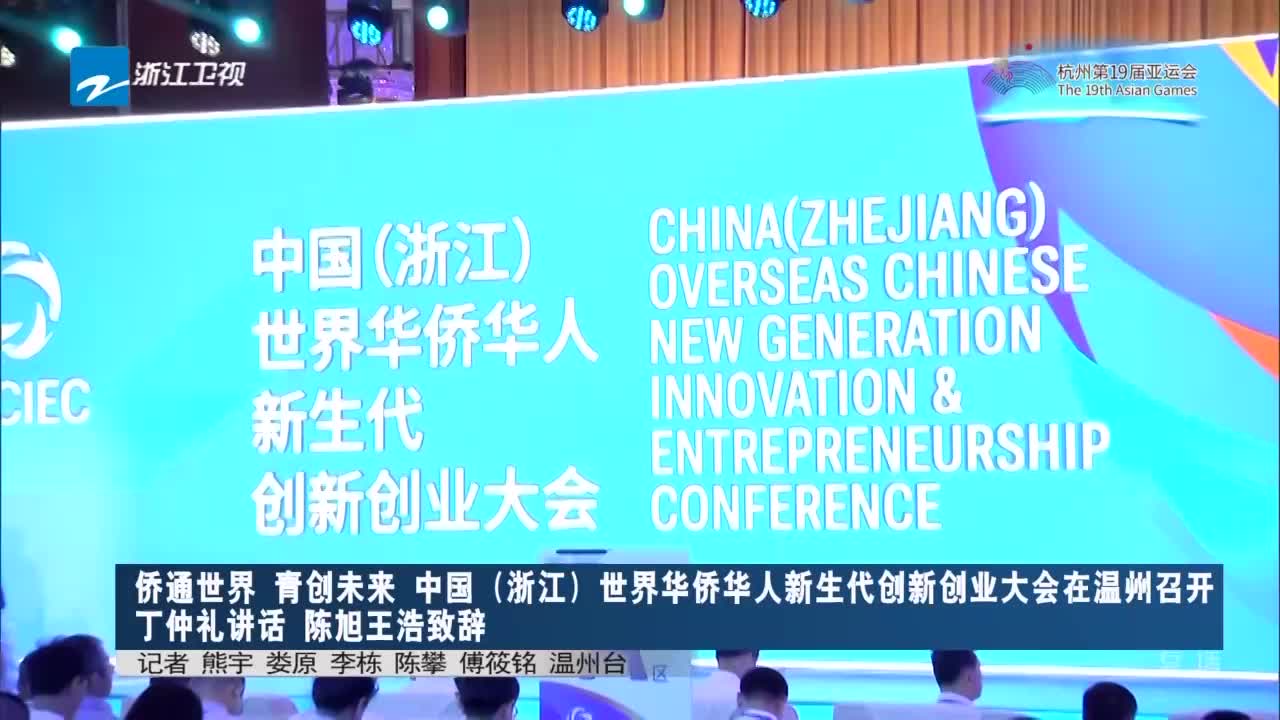 浙江卫视
杭州第19届亚运会
The 19th Asian Games
中国(浙江)
世界华侨华人
新生代
创新创业大会
CHINA(ZHEJIANG)
OVERSEAS CHINESE
NEW GENERATION
INNOVATION &
ENTREPRENEURSHIP
CONFERENCE
CIEC
侨通世界 青创未来 中国（浙江）世界华侨华人新生代创新创业大会在温州召开
丁仲礼讲话 陈旭王浩致辞
记者 熊宇 娄原 李栋 陈攀 傅筱铭 温州台
区